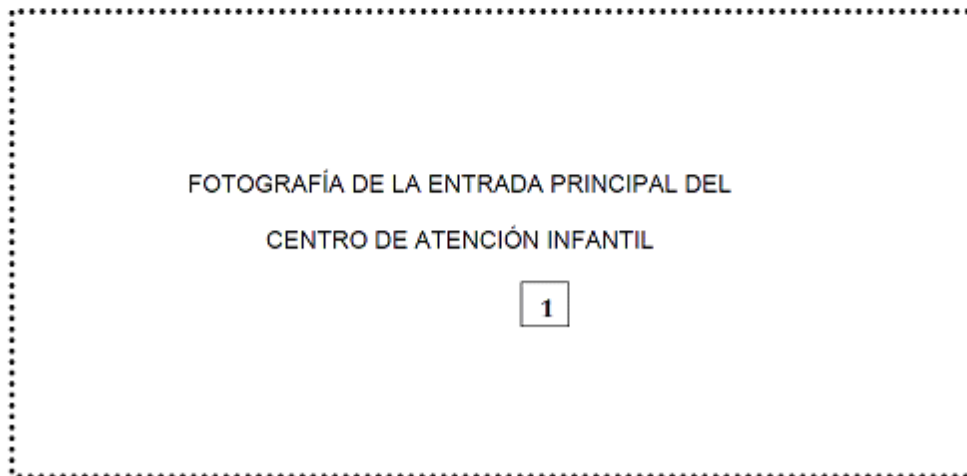 FOTOGRAFÍA DE LA ENTRADA PRINCIPAL DEL
CENTRO DE ATENCIÓN INFANTIL
1